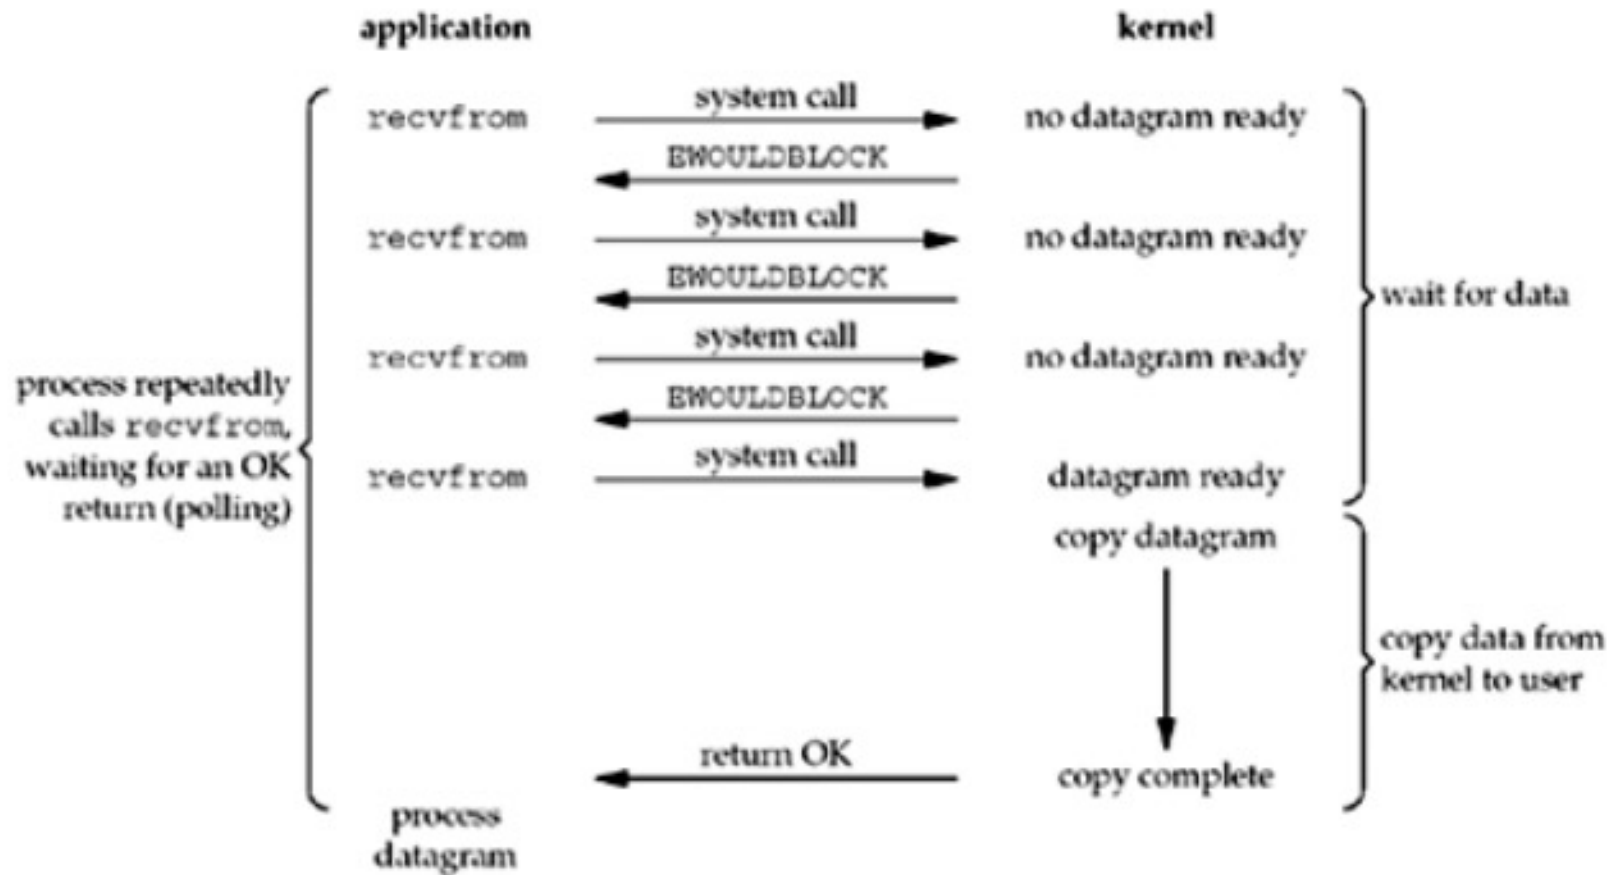 application
kernel
recvfrom
system call
no datagram ready
EWOULDBLOCK
recvfrom
system call
no datagram ready
EWOULDBLOCK
wait for data
recvfrom
system call
no datagram ready
EWOULDBLOCK
process repeatedly
calls recvfrom,
waiting for an OK
return (polling)
recvfrom
system call
datagram ready
copy datagram
copy data from
kernel to user
return OK
copy complete
process
datagram